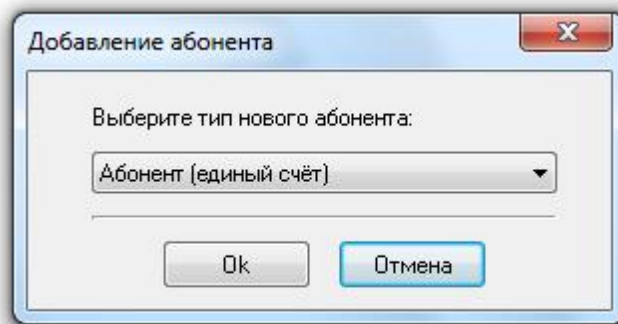 Добавление абонента
Выберите тип нового абонента:
Абонент (единый счёт)
Ok Отмена